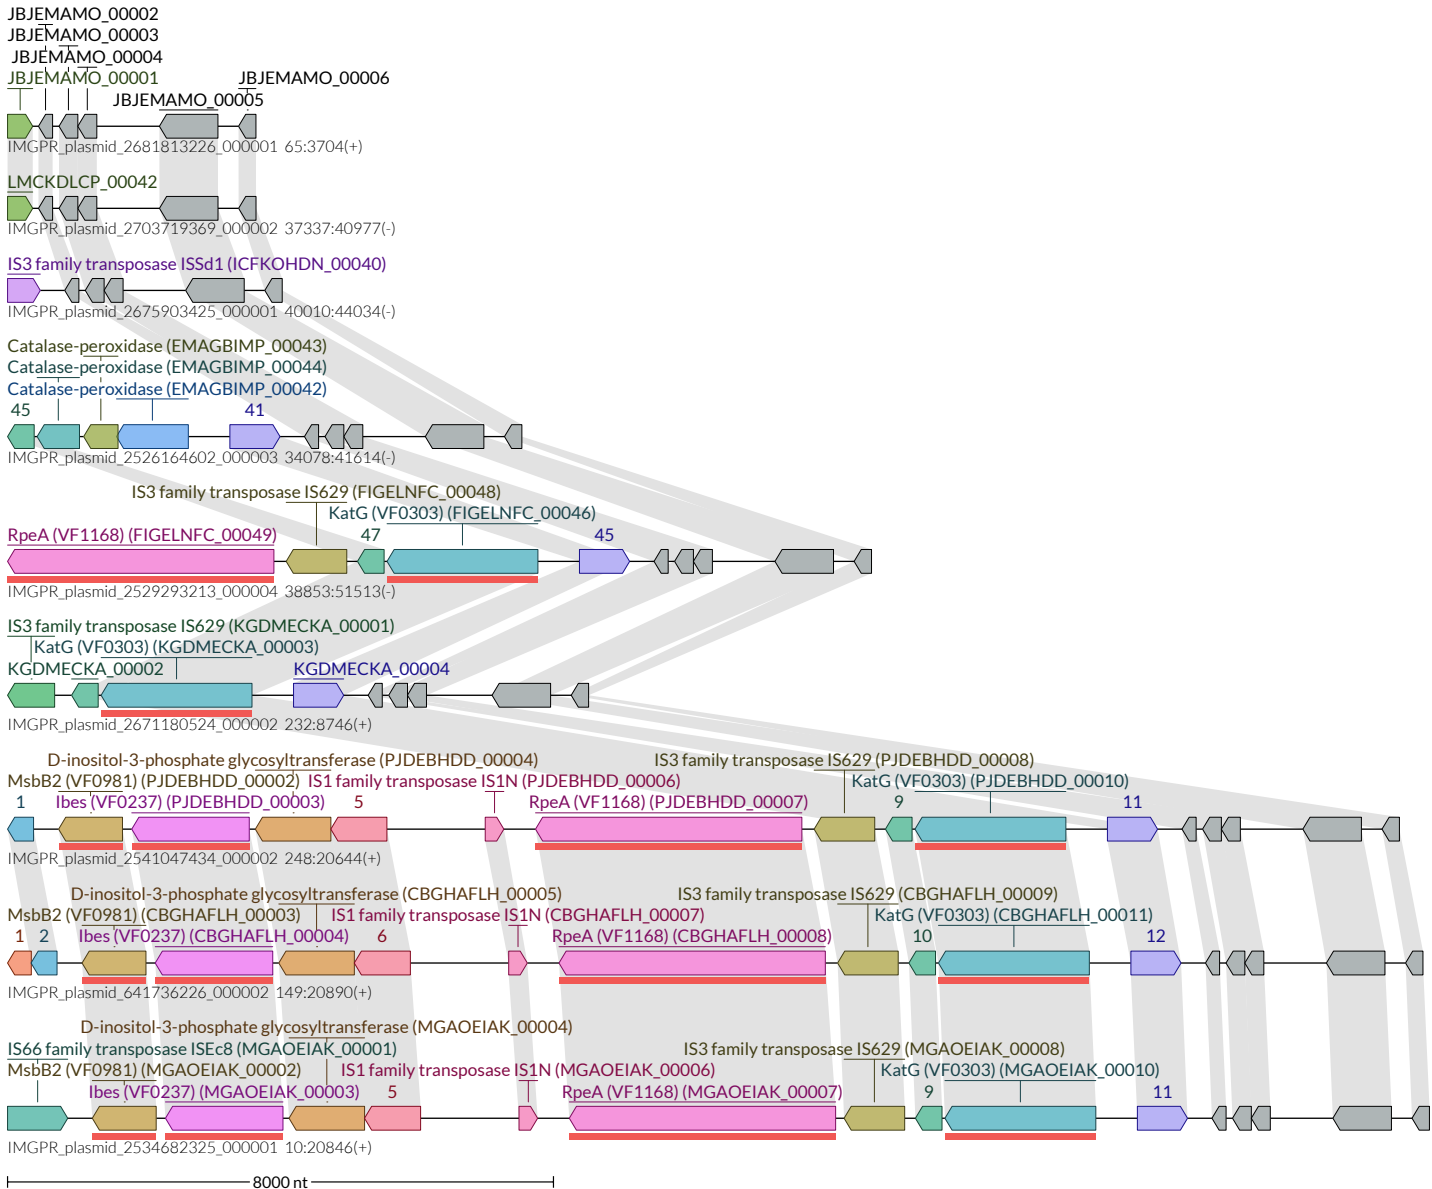 JBJEMAMO_00002
JBJEMAMO_00003
JBJEMAMO_00004
JBJEMAMO_00001 JBJEMAMO_00006
JBJEMAMO_00005
IMGPR_plasmid_2681813226_000001 65:3704(+)
LMCKDLCP_00042
IMGPR_plasmid_2703719369_000002 37337:40977(-)
IS3 family transposase ISSd1 (ICFKOHDN_00040)
IMGPR_plasmid_2675903425_000001 40010:44034(-)
Catalase-peroxidase (EMAGBIMP_00043)
Catalase-peroxidase (EMAGBIMP_00044)
Catalase-peroxidase (EMAGBIMP_00042)
45 41
IMGPR_plasmid_2526164602_000003 34078:41614(-)
IS3 family transposase IS629 (FIGELNFC_00048)
KatG (VF0303) (FIGELNFC_00046)
RpeA (VF1168) (FIGELNFC_00049) 47 45
IMGPR_plasmid_2529293213_000004 38853:51513(-)
IS3 family transposase IS629 (KGDMECKA_00001)
KatG (VF0303) (KGDMECKA_00003)
KGDMECKA_00002 KGDMECKA_00004
IMGPR_plasmid_2671180524_000002 232:8746(+)
D-inositol-3-phosphate glycosyltransferase (PJDEBHDD_00004) IS3 family transposase IS629 (PJDEBHDD_00008)
MsbB2 (VF0981) (PJDEBHDD_00002) IS1 family transposase IS1N (PJDEBHDD_00006) KatG (VF0303) (PJDEBHDD_00010)
1 Ibes (VF0237) (PJDEBHDD_00003) 5 RpeA (VF1168) (PJDEBHDD_00007) 9 11
IMGPR_plasmid_2541047434_000002 248:20644(+)
D-inositol-3-phosphate glycosyltransferase (CBGHAFLH_00005) IS3 family transposase IS629 (CBGHAFLH_00009)
MsbB2 (VF0981) (CBGHAFLH_00003) IS1 family transposase IS1N (CBGHAFLH_00007) KatG (VF0303) (CBGHAFLH_00011)
1 2 Ibes (VF0237) (CBGHAFLH_00004) 6 RpeA (VF1168) (CBGHAFLH_00008) 10 12
IMGPR_plasmid_641736226_000002 149:20890(+)
D-inositol-3-phosphate glycosyltransferase (MGAOEIAK_00004)
IS66 family transposase ISEc8 (MGAOEIAK_00001) IS3 family transposase IS629 (MGAOEIAK_00008)
MsbB2 (VF0981) (MGAOEIAK_00002) IS1 family transposase IS1N (MGAOEIAK_00006) KatG (VF0303) (MGAOEIAK_00010)
Ibes (VF0237) (MGAOEIAK_00003) 5 RpeA (VF1168) (MGAOEIAK_00007) 9 11
IMGPR_plasmid_2534682325_000001 10:20846(+)
8000 nt